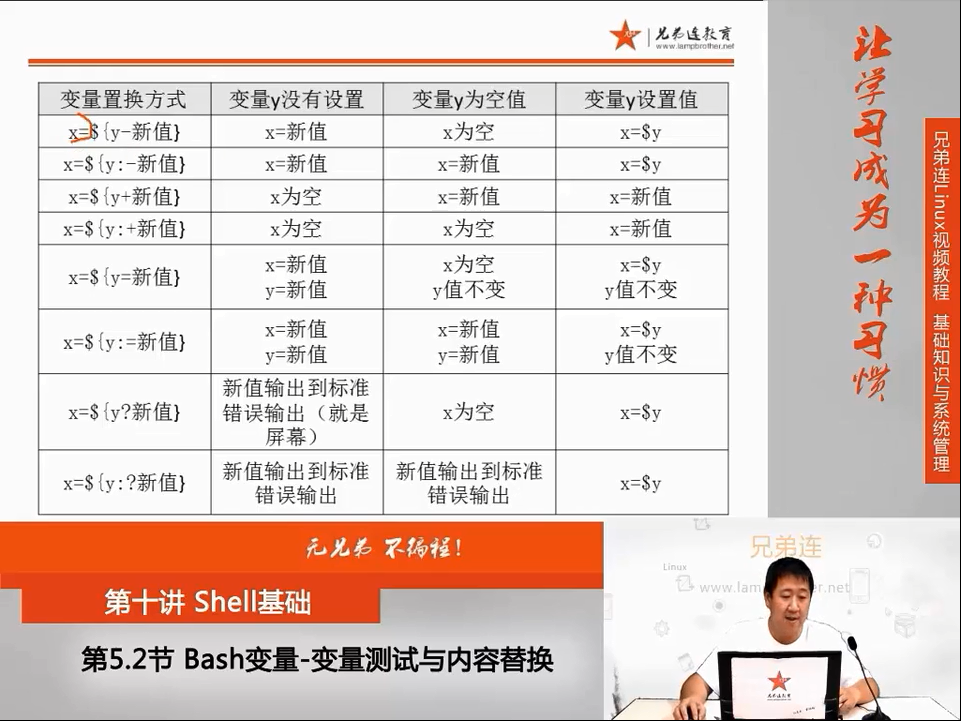 兄弟连教育
www.lampbrother.net
变量置换方式 变量y没有设置 变量y为空值 变量y设置值
x=${y-新值} x=新值 x为空 x=$y
x=${y:-新值} x=新值 x=新值 x=$y
x=${y+新值} x为空 x=新值 x=新值
x=${y:+新值} x为空 x为空 x=新值
x=${y=新值} x=新值 x为空 x=$y
y=新值 y值不变 y值不变
x=${y:=新值} x=新值 x=新值 x=$y
y=新值 y=新值 y值不变
x=${y?新值} 新值输出到标准 x为空 x=$y
错误输出（就是
屏幕）
x=${y:?新值} 新值输出到标准 新值输出到标准 x=$y
错误输出 错误输出
让学习成为一种习惯
兄弟连Linux视频教程 基础知识与系统管理
无兄弟 不编程!
第十讲 Shell基础
第5.2节 Bash变量-变量测试与内容替换
兄弟连
Linux
www.lampbrother.net
兄弟连教育